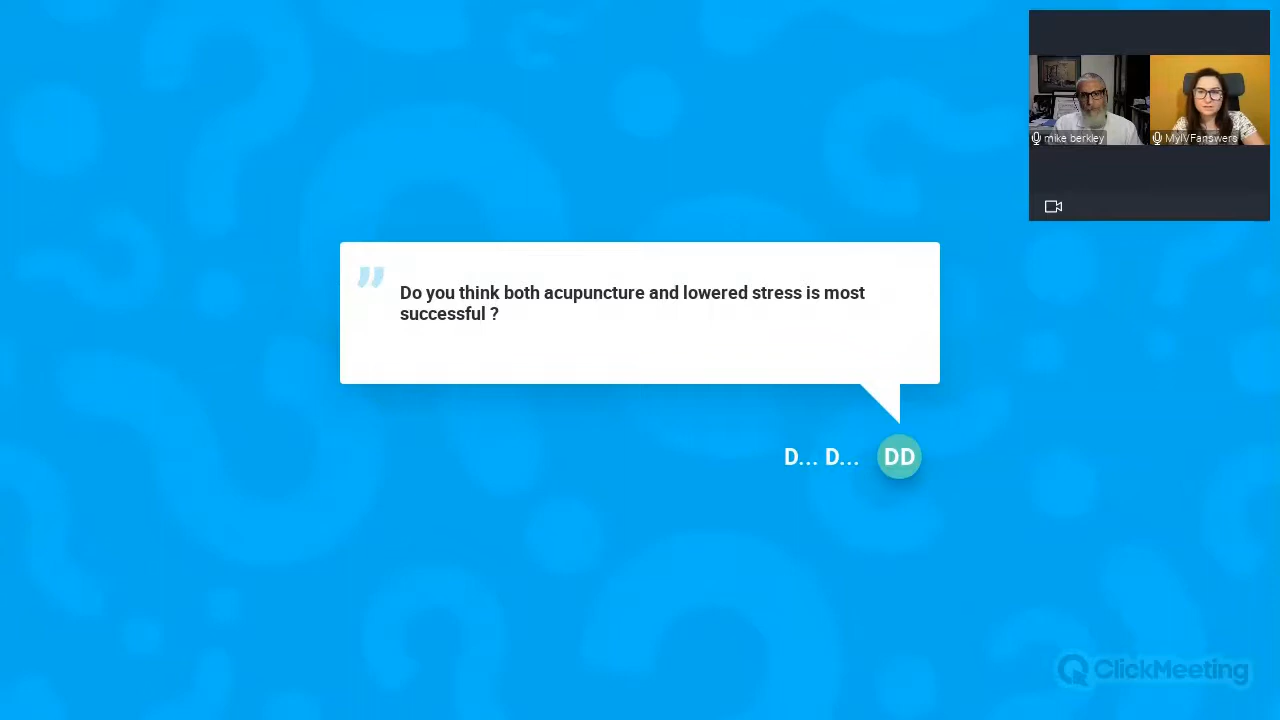 mike berkley
MyIVFanswers
Do you think both acupuncture and lowered stress is most
successful ?
D... D...
DD
ClickMeeting